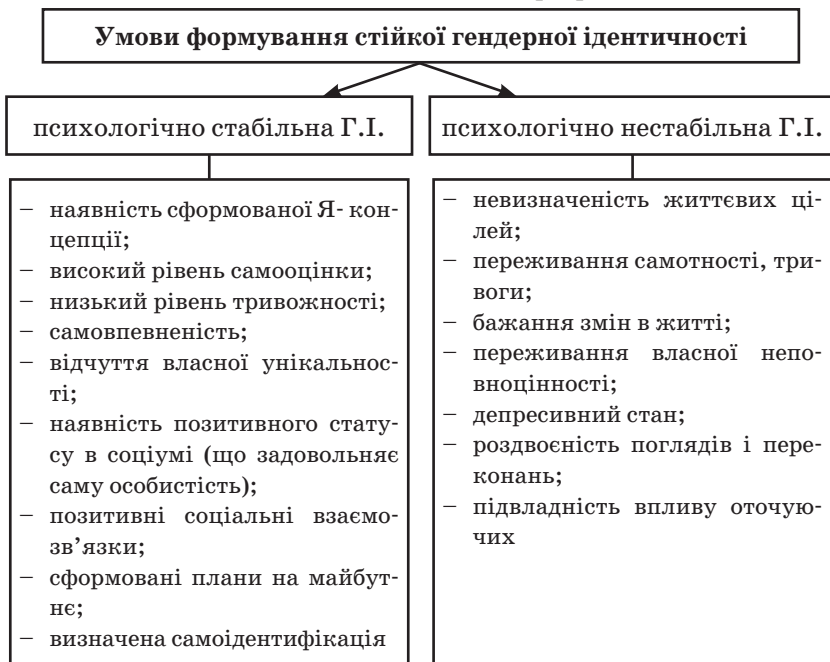 Умови формування стійкої гендерної ідентичності
психологічно стабільна Г.І.
– наявність сформованої Я- кон-
цепції;
– високий рівень самооцінки;
– низький рівень тривожності;
– самовпевненість;
– відчуття власної унікальнос-
ті;
– наявність позитивного стату-
су в соціумі (що задовольняє
саму особистість);
– позитивні соціальні взаємо-
зв’язки;
– сформовані плани на майбут-
нє;
– визначена самоідентифікація
психологічно нестабільна Г.І.
– невизначеність життєвих ці-
лей;
– переживання самотності, три-
воги;
– бажання змін в житті;
– переживання власної непо-
вноцінності;
– депресивний стан;
– роздвоєність поглядів і пере-
конань;
– підвладність впливу оточую-
чих